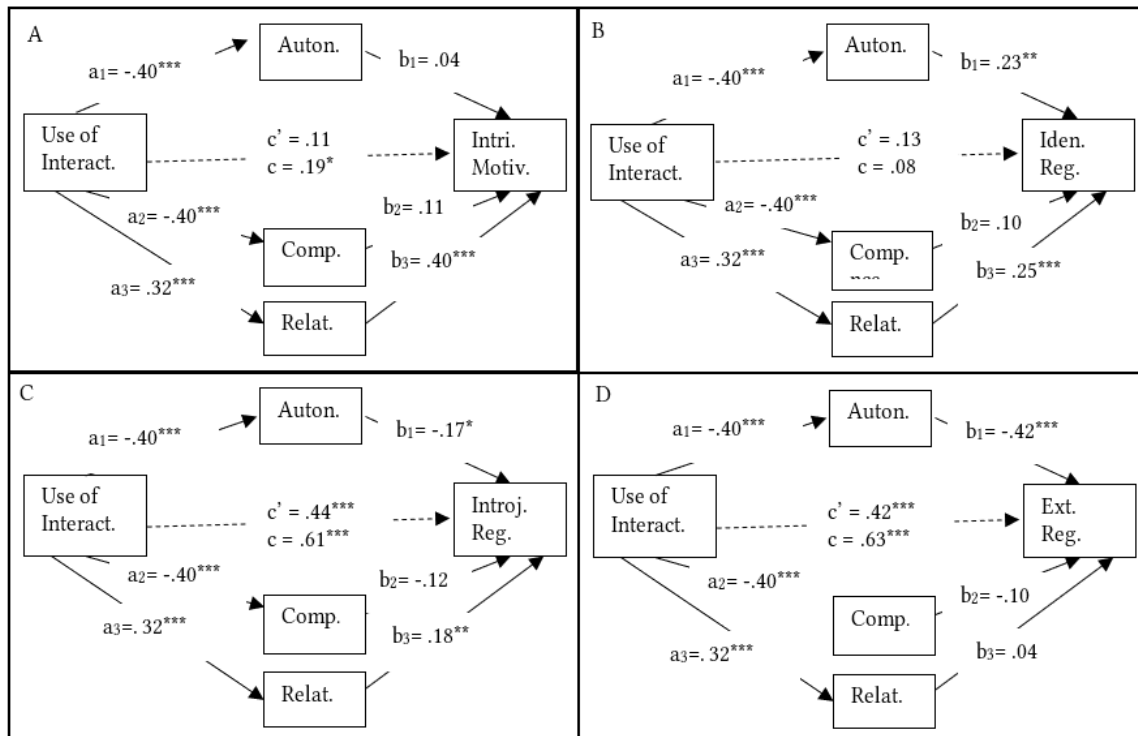 A
Auton.
a1= -.40***
b1= .04
Use of
Interact.
c’ = .11
c = .19*
Intri.
Motiv.
a2= -.40***
b2= .11
Comp.
a3= .32***
b3= .40***
Relat.
B
Auton.
a1= -.40***
b1= .23**
Use of
Interact.
c’ = .13
c = .08
Iden.
Reg.
a2= -.40***
b2= .10
Comp.
a3= .32***
b3= .25***
Relat.
C
Auton.
a1= -.40***
b1= -.17*
Use of
Interact.
c’ = .44***
c = .61***
Introj.
Reg.
a2= -.40***
b2= -.12
Comp.
a3=. 32***
b3= .18**
Relat.
D
Auton.
a1= -.40***
b1= -.42***
Use of
Interact.
c’ = .42***
c = .63***
Ext.
Reg.
a2= -.40***
b2= -.10
Comp.
a3=. 32***
b3= .04
Relat.